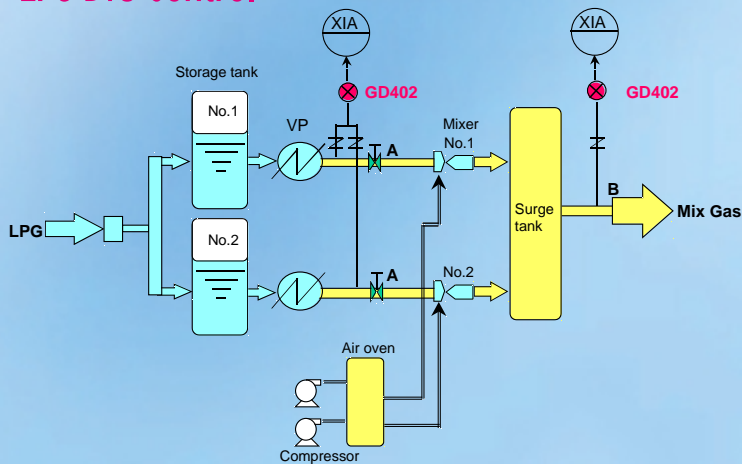 XIA
XIA
Storage tank
GD402
GD402
No.1
VP
Mixer
No.1
A
B
Mix Gas
Surge
tank
LPG
No.2
A
No.2
Air oven
Compressor